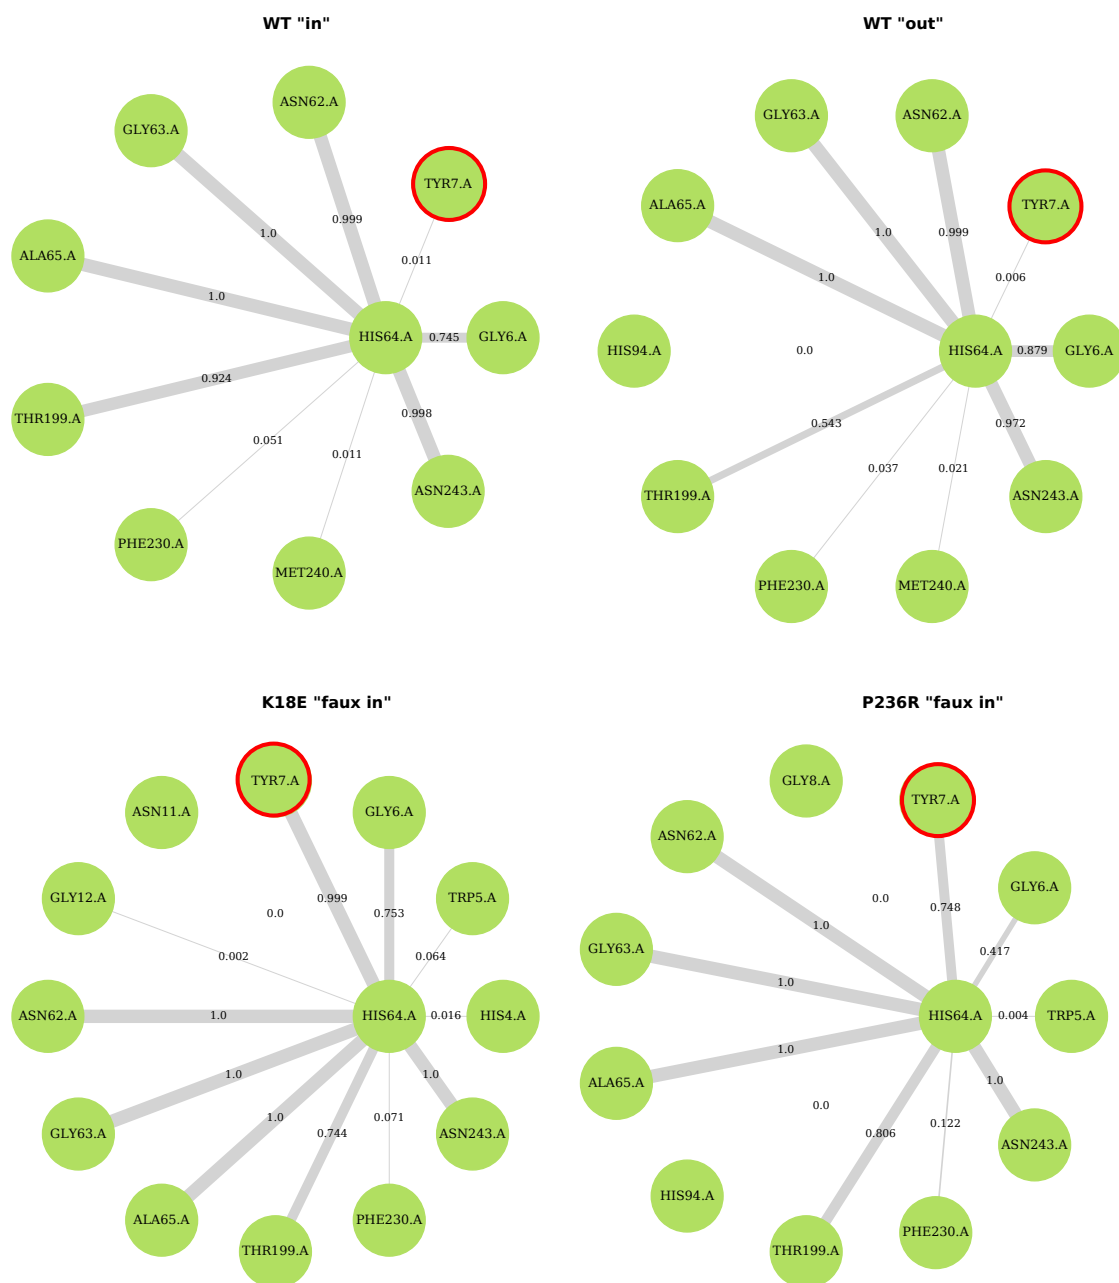 WT "in"
ASN62.A
GLY63.A
TYR7.A
0.999
1.0
ALA65.A
0.011
1.0
HIS64.A
0.745
GLY6.A
0.924
THR199.A
0.998
0.051
0.011
ASN243.A
PHE230.A
MET240.A
WT "out"
GLY63.A
ASN62.A
ALA65.A
TYR7.A
1.0
0.999
1.0
0.006
HIS94.A
0.0
HIS64.A
0.879
GLY6.A
0.543
0.972
0.037
0.021
THR199.A
ASN243.A
PHE230.A
MET240.A
K18E "faux in"
TYR7.A
ASN11.A
GLY6.A
GLY12.A
0.999
TRP5.A
0.0
0.753
0.002
0.064
ASN62.A
1.0
HIS64.A
0.016
HIS4.A
1.0
1.0
1.0
0.744
0.071
GLY63.A
ASN243.A
ALA65.A
PHE230.A
THR199.A
P236R "faux in"
GLY8.A
TYR7.A
ASN62.A
GLY6.A
0.0
0.748
1.0
GLY63.A
0.417
1.0
HIS64.A
0.004
TRP5.A
1.0
ALA65.A
1.0
0.0
0.806
0.122
ASN243.A
HIS94.A
PHE230.A
THR199.A